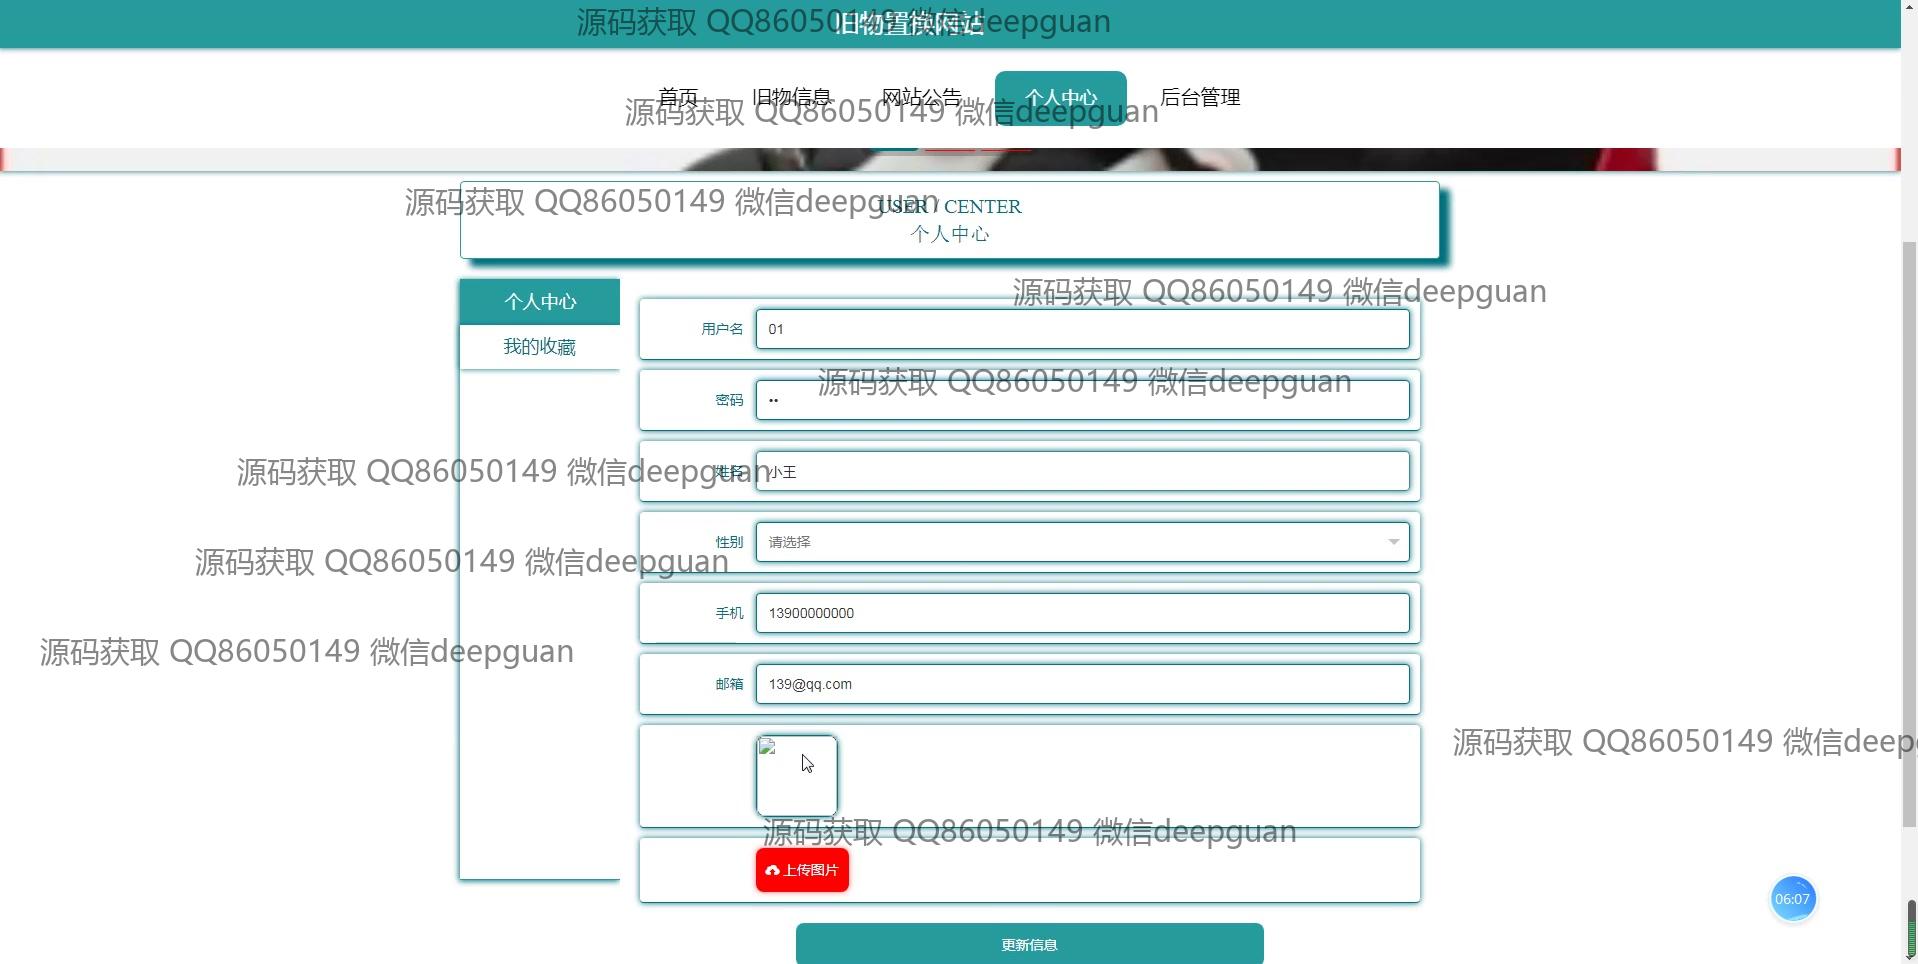 源码获取 QQ86050149 微信deepguan
旧物置换网站
首页 旧物信息 网站公告 个人中心 后台管理
源码获取 QQ86050149 微信deepguan
源码获取 QQ86050149 微信deepguan
USER / CENTER
个人中心
个人中心
源码获取 QQ86050149 微信deepguan
用户名 01
我的收藏
源码获取 QQ86050149 微信deepguan
密码 ••
源码获取 QQ86050149 微信deepguan
姓名 小王
性别 请选择
源码获取 QQ86050149 微信deepguan
手机 13900000000
源码获取 QQ86050149 微信deepguan
邮箱 139@qq.com
源码获取 QQ86050149 微信deep
源码获取 QQ86050149 微信deepguan
上传图片
06:07
更新信息